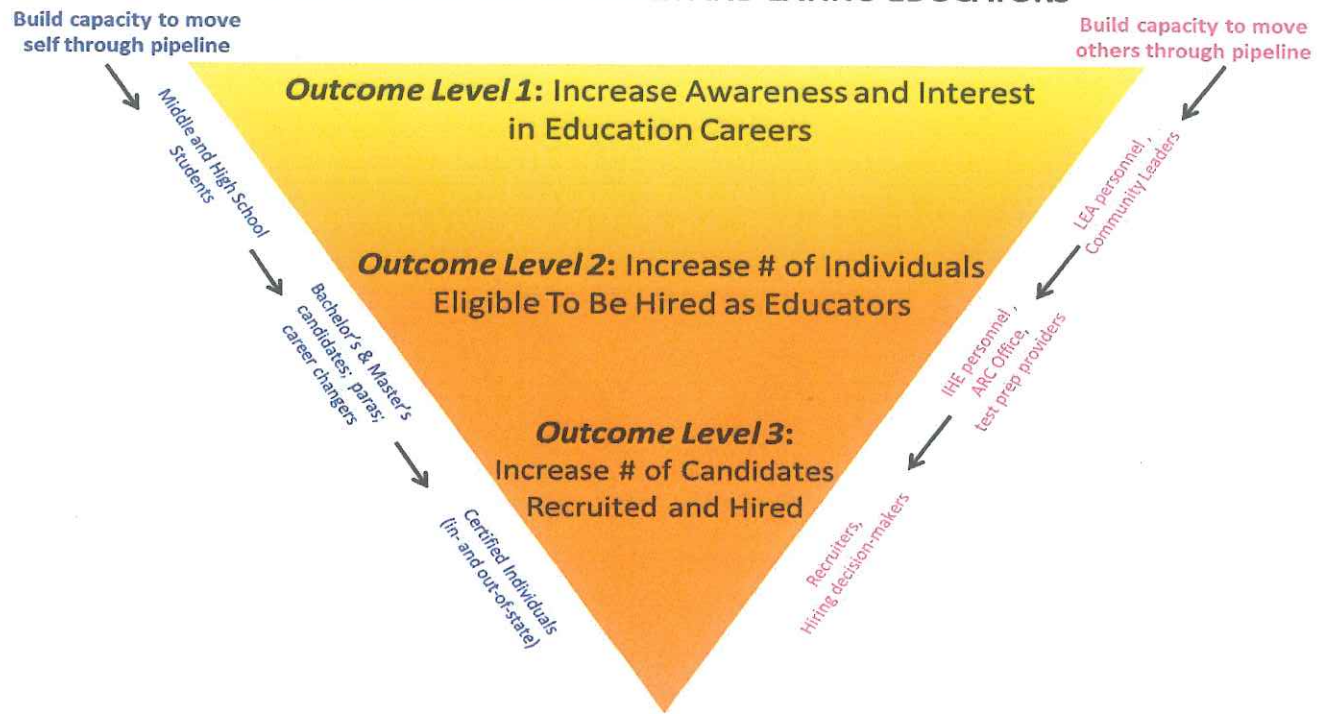 EDUCATORS
Build capacity to move
self through pipeline
Build capacity to move
others through pipeline
Outcome Level 1: Increase Awareness and Interest
in Education Careers
Middle and High School
Students
LEA personnel,
Community Leaders
Outcome Level 2: Increase # of Individuals
Eligible To Be Hired as Educators
Bachelor's & Master's
candidates; paras;
career changers
IHE personnel,
ARC Office,
test prep providers
Outcome Level 3:
Increase # of Candidates
Recruited and Hired
Certified Individuals
(in- and out-of-state)
Recruiters,
Hiring decision-makers